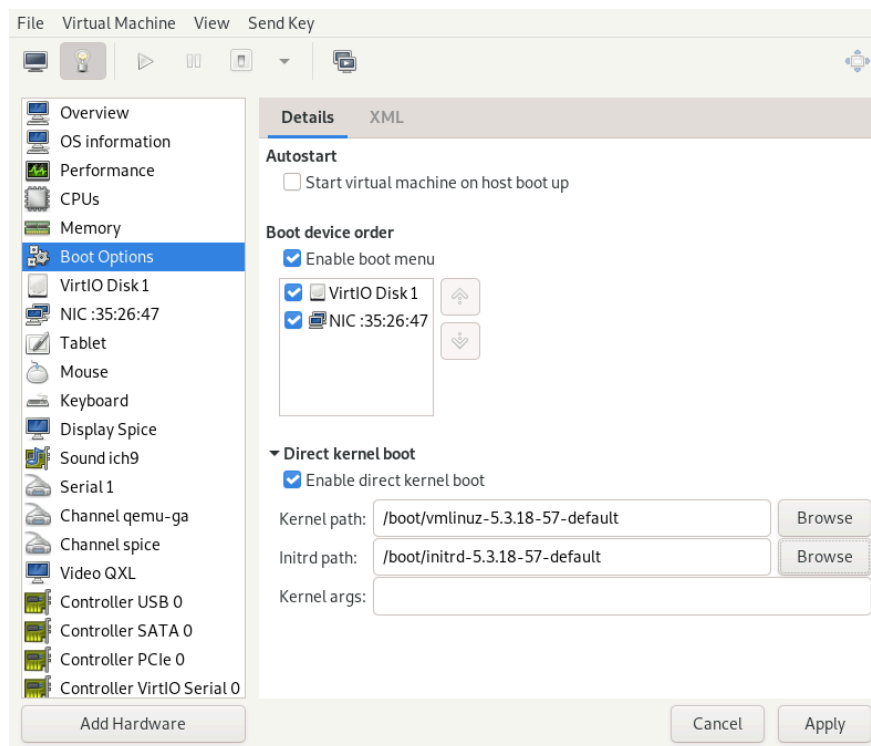 File Virtual Machine View Send Key
Overview
OS information
Performance
CPUs
Memory
Boot Options
VirtIO Disk 1
NIC :35:26:47
Tablet
Mouse
Keyboard
Display Spice
Sound ich9
Serial 1
Channel qemu-ga
Channel spice
Video QXL
Controller USB 0
Controller SATA 0
Controller PCIe 0
Controller VirtIO Serial 0
Add Hardware
Details XML
Autostart
Start virtual machine on host boot up
Boot device order
Enable boot menu
VirtIO Disk 1
NIC :35:26:47
Direct kernel boot
Enable direct kernel boot
Kernel path: /boot/vmlinuz-5.3.18-57-default Browse
Initrd path: /boot/initrd-5.3.18-57-default Browse
Kernel args:
Cancel Apply